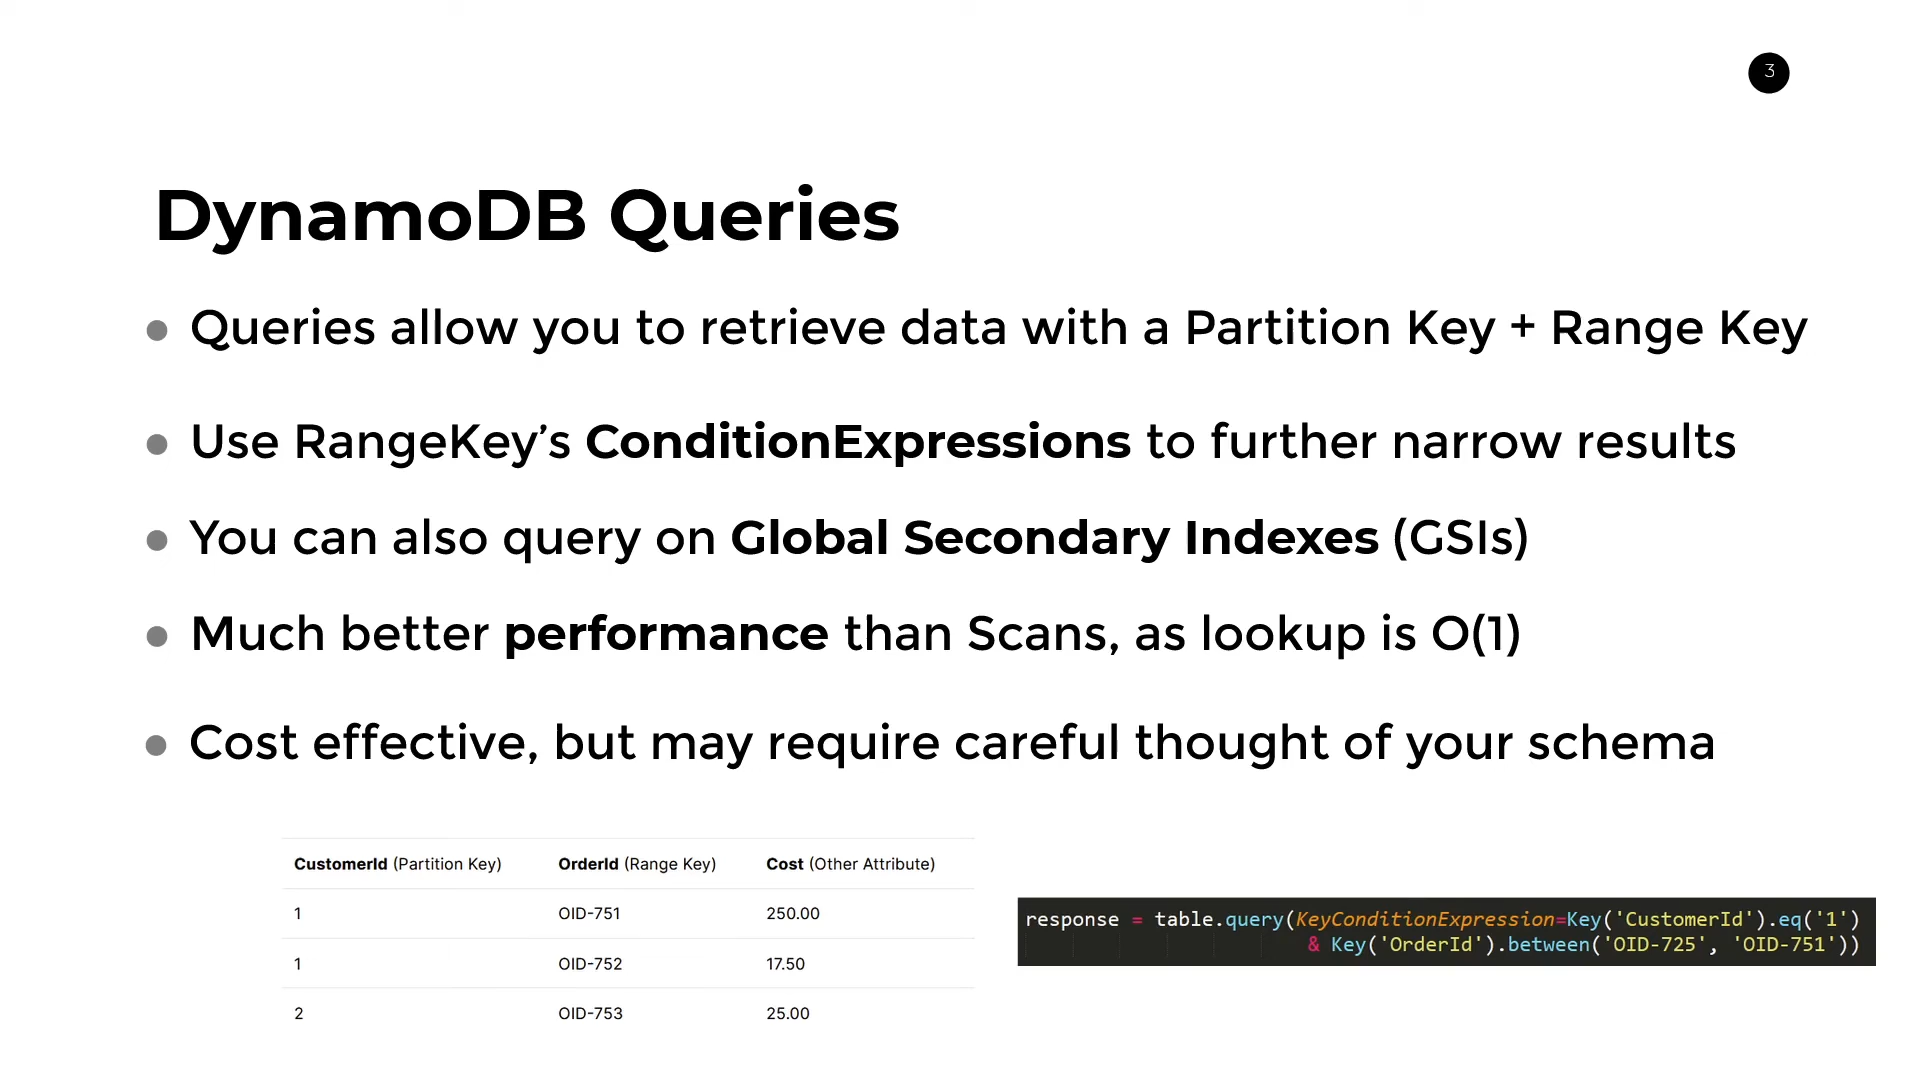 3
DynamoDB Queries
Queries allow you to retrieve data with a Partition Key + Range Key
Use RangeKey’s ConditionExpressions to further narrow results
You can also query on Global Secondary Indexes (GSIs)
Much better performance than Scans, as lookup is O(1)
Cost effective, but may require careful thought of your schema
CustomerId (Partition Key) OrderId (Range Key) Cost (Other Attribute)
1 OID-751 250.00
1 OID-752 17.50
2 OID-753 25.00
response = table.query(KeyConditionExpression=Key('CustomerId').eq('1')
& Key('OrderId').between('OID-725', 'OID-751'))